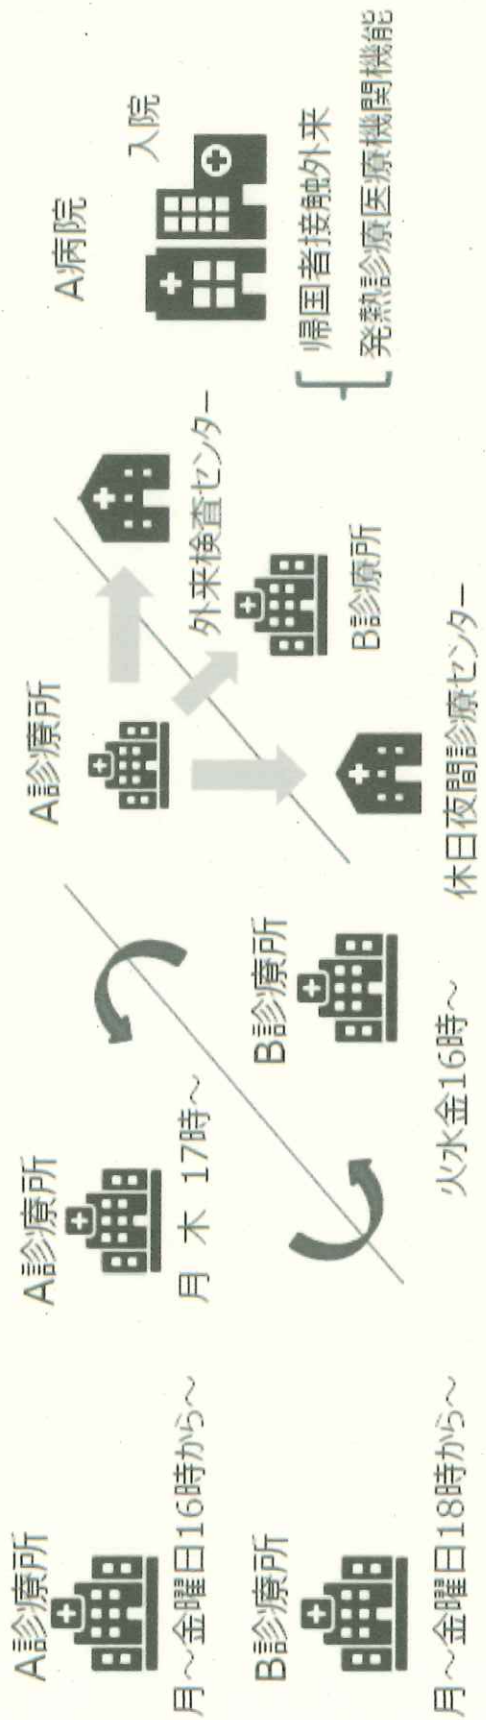 A診療所
月～金曜日16時から～
B診療所
月～金曜日18時から～
A診療所
月 木 17時～
B診療所
火水金16時～
A診療所
外来検査センター
B診療所
休日夜間診療センター
A病院
入院
帰国者接触外来
発熱診療医療機関機能